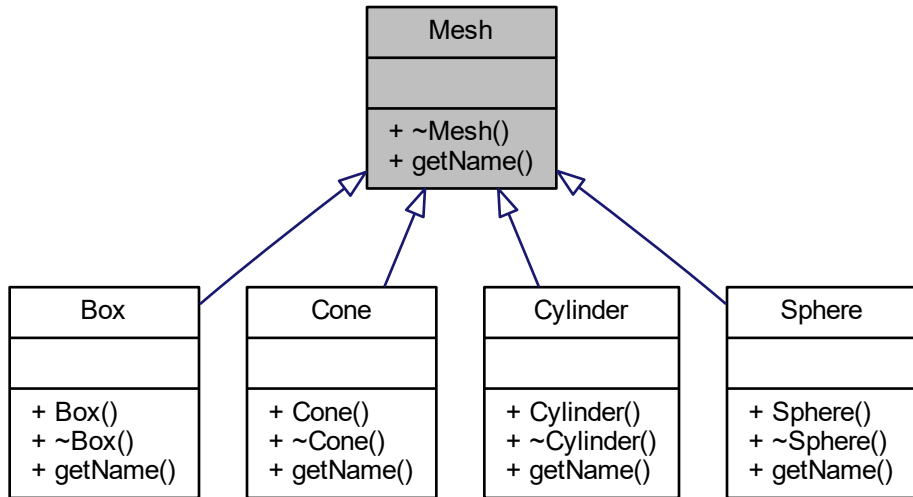 Mesh
+ ~Mesh()
+ getName()
Box
+ Box()
+ ~Box()
+ getName()
Cone
+ Cone()
+ ~Cone()
+ getName()
Cylinder
+ Cylinder()
+ ~Cylinder()
+ getName()
Sphere
+ Sphere()
+ ~Sphere()
+ getName()